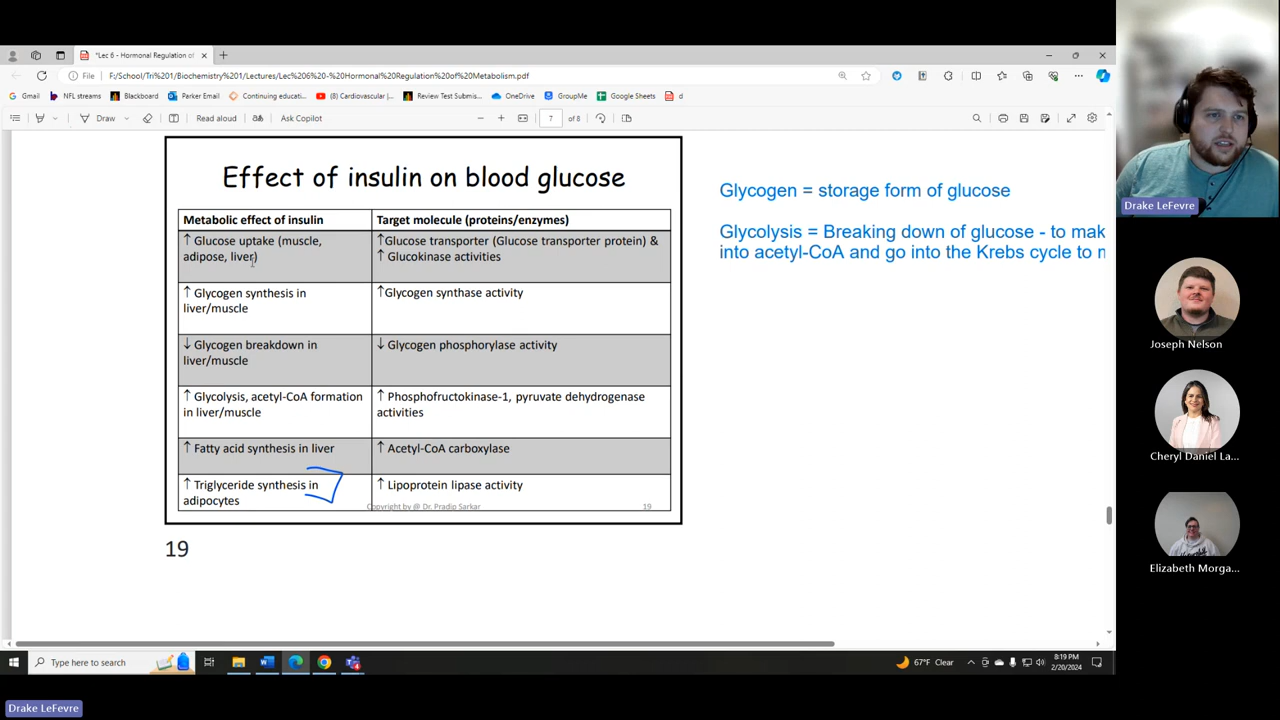 *Lec 6 - Hormonal Regulation of
File F:/School/Tri%201/Biochemistry%201/Lectures/Lec%206%20-%20Hormonal%20Regulation%20of%20Metabolism.pdf
Gmail NFL streams Blackboard Parker Email Continuing educati... (8) Cardiovascular |... Review Test Submis... OneDrive GroupMe Google Sheets d
Draw Read aloud Ask Copilot 7 of 8
Effect of insulin on blood glucose
Metabolic effect of insulin Target molecule (proteins/enzymes)
↑ Glucose uptake (muscle, ↑Glucose transporter (Glucose transporter protein) &
adipose, liver) ↑ Glucokinase activities
↑ Glycogen synthesis in ↑Glycogen synthase activity
liver/muscle
↓ Glycogen breakdown in ↓ Glycogen phosphorylase activity
liver/muscle
↑ Glycolysis, acetyl-CoA formation ↑ Phosphofructokinase-1, pyruvate dehydrogenase
in liver/muscle activities
↑ Fatty acid synthesis in liver ↑ Acetyl-CoA carboxylase
↑ Triglyceride synthesis in ↑ Lipoprotein lipase activity
adipocytes
Copyright by @ Dr. Pradip Sarkar 19
19
Glycogen = storage form of glucose
Glycolysis = Breaking down of glucose - to mak
into acetyl-CoA and go into the Krebs cycle to
Drake LeFevre
Joseph Nelson
Cheryl Daniel La...
Elizabeth Morga...
Type here to search
67°F Clear
8:19 PM
2/20/2024
Drake LeFevre